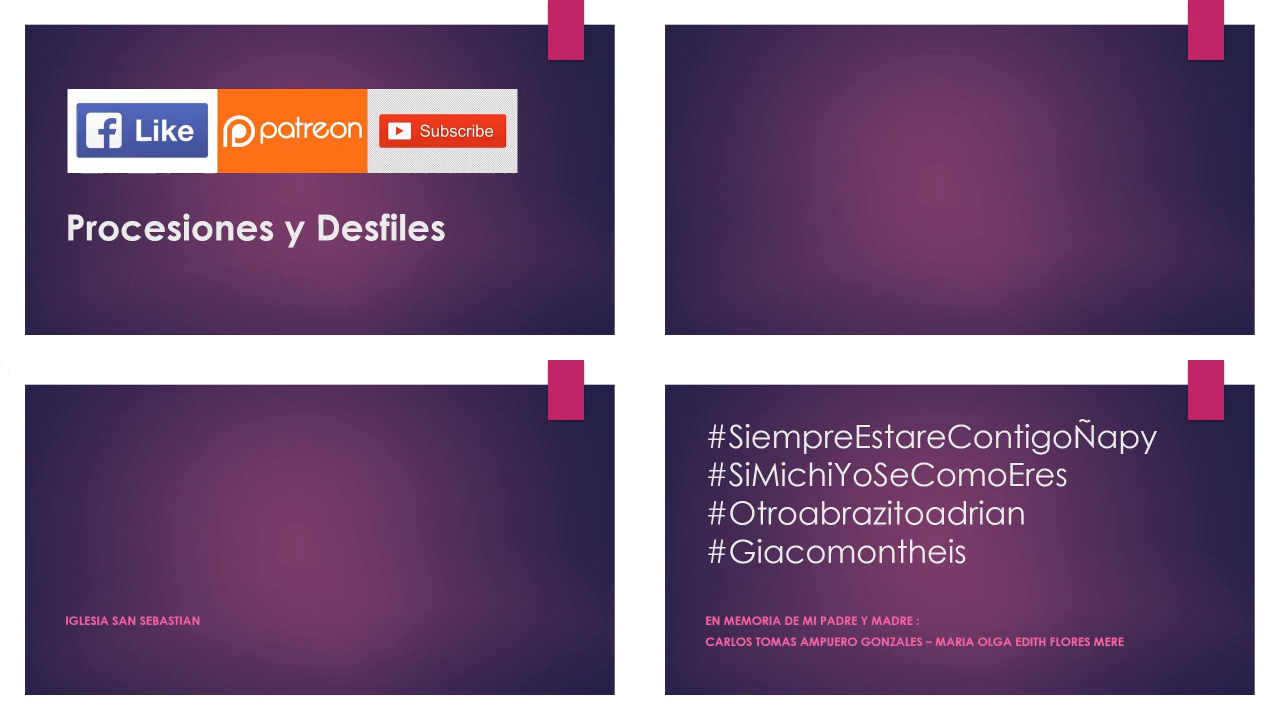 Like
patreon
Subscribe
Procesiones y Desfiles
IGLESIA SAN SEBASTIAN
#SiempreEstareContigoÑapy
#SiMichiYoSeComoEres
#Otroabrazitoadrian
#Giacomontheis
EN MEMORIA DE MI PADRE Y MADRE :
CARLOS TOMAS AMPUERO GONZALES – MARIA OLGA EDITH FLORES MERE